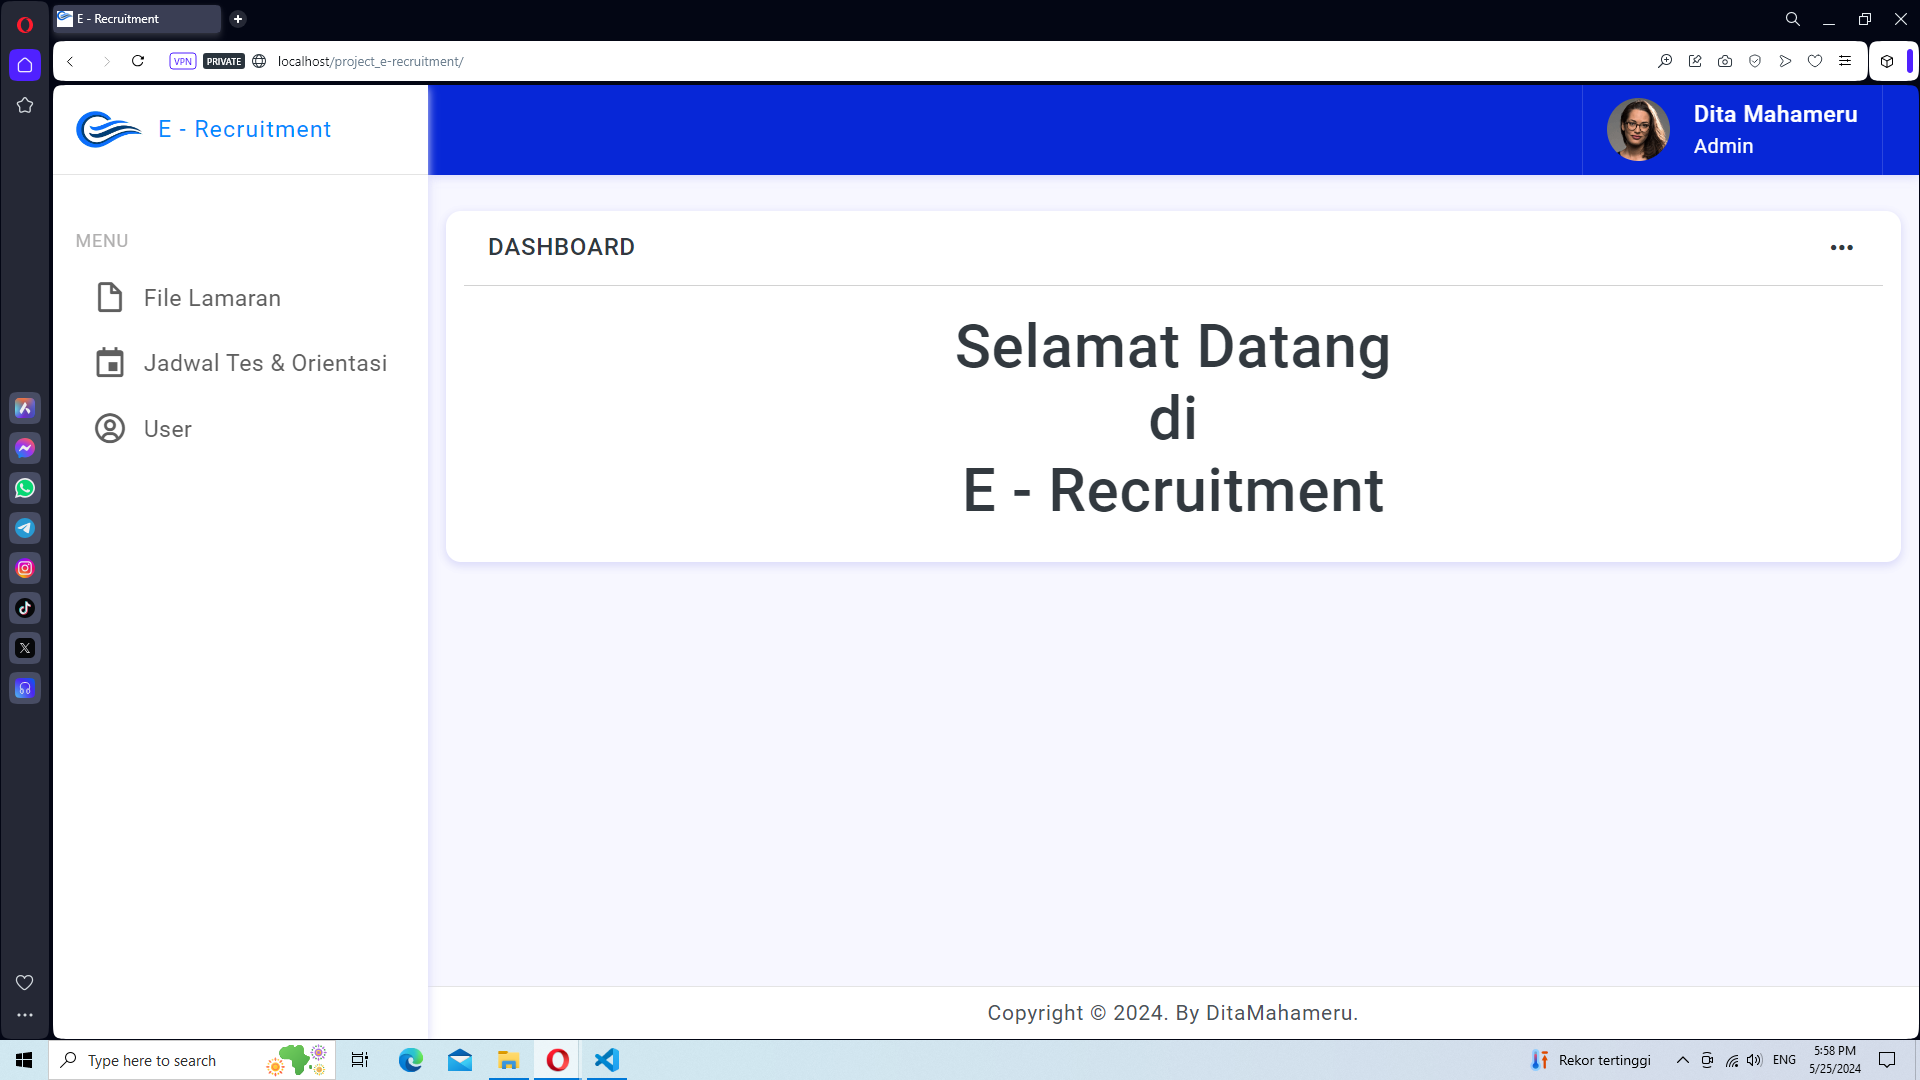 E - Recruitment
VPN
PRIVATE
localhost/project_e-recruitment/
E - Recruitment
Dita Mahameru
Admin
MENU
File Lamaran
Jadwal Tes & Orientasi
User
DASHBOARD
Selamat Datang
di
E - Recruitment
Copyright © 2024. By DitaMahameru.
Type here to search
Rekor tertinggi
ENG
5:58 PM
5/25/2024